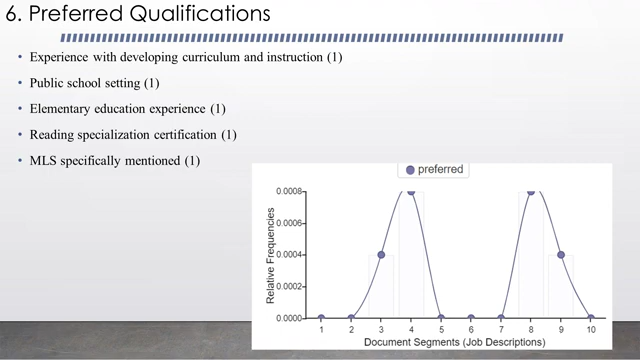 6. Preferred Qualifications
• Experience with developing curriculum and instruction (1)
• Public school setting (1)
• Elementary education experience (1)
• Reading specialization certification (1)
• MLS specifically mentioned (1)
preferred
0.0008
0.0006
0.0004
0.0002
0.0000
Relative Frequencies
1 2 3 4 5 6 7 8 9 10
Document Segments (Job Descriptions)